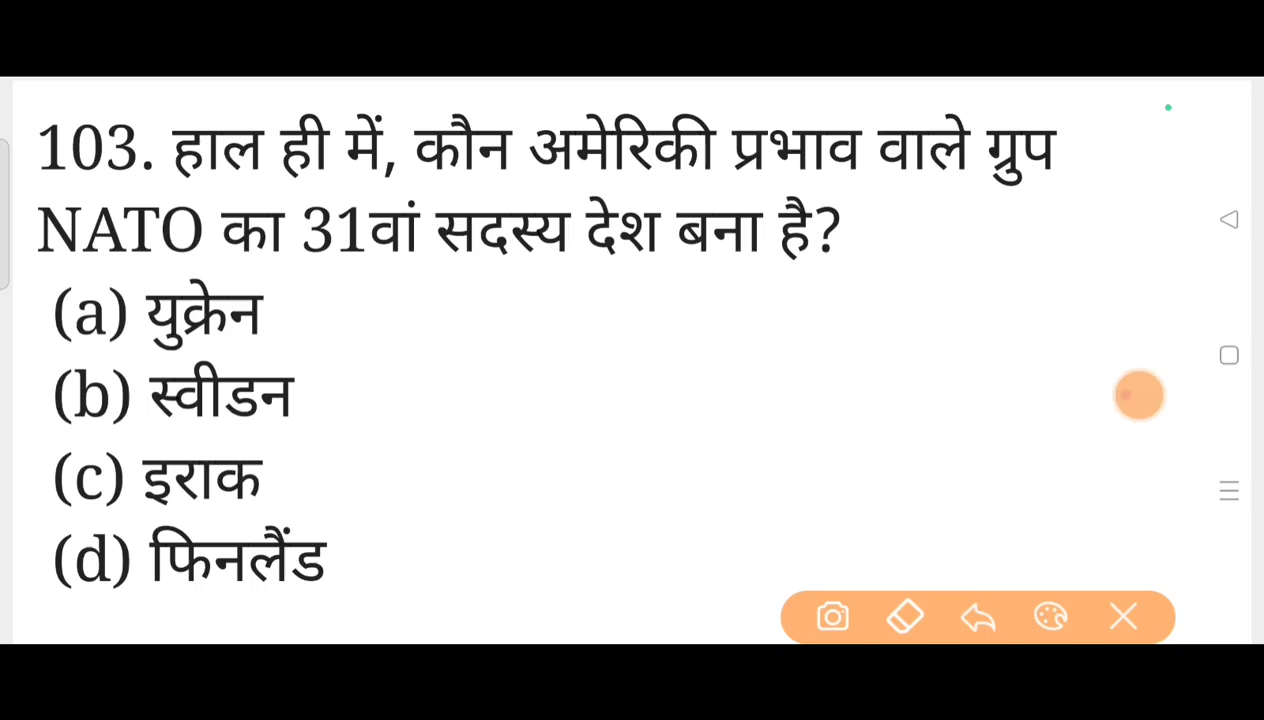 103. हाल ही में, कौन अमेरिकी प्रभाव वाले ग्रुप
NATO का 31वां सदस्य देश बना है?
(a) युक्रेन
(b) स्वीडन
(c) इराक
(d) फिनलैंड